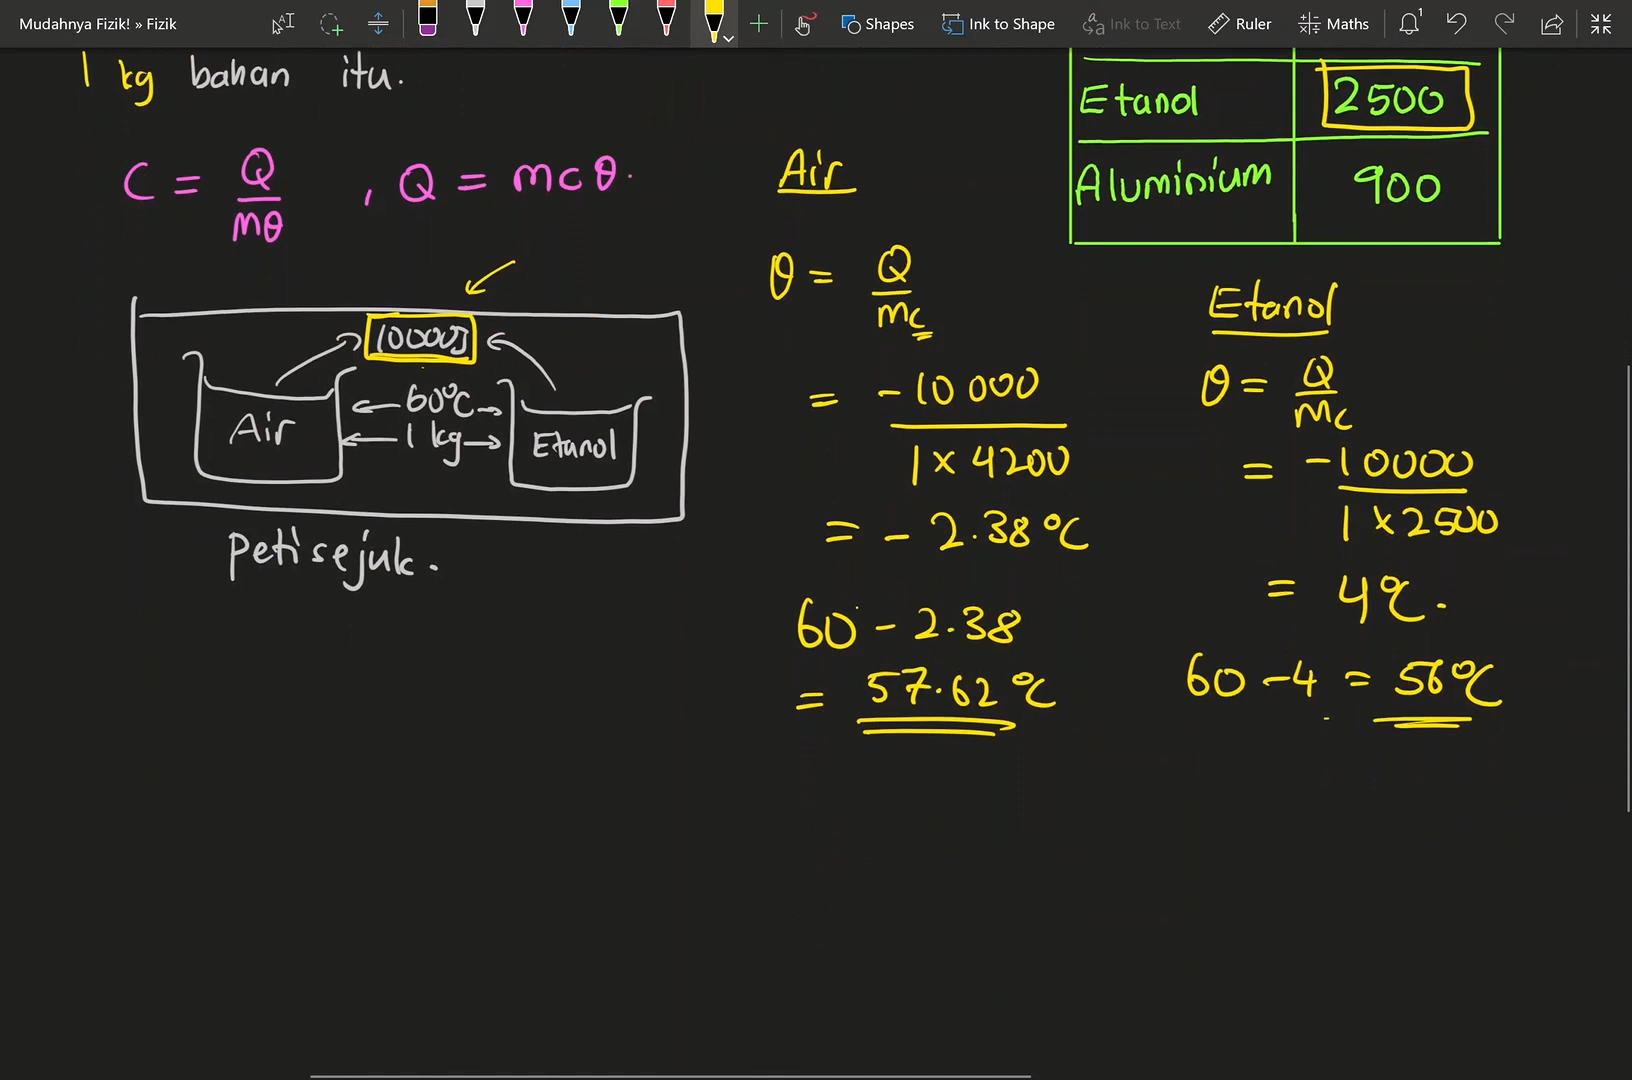 Mudahnya Fizik! » Fizik
Shapes
Ink to Shape
Ink to Text
Ruler
Maths
1
1 kg bahan itu.
C = Q/mθ , Q = mcθ.
10000J
Air
60°C
1 kg
Etanol
Peti sejuk.
Etanol 2500
Aluminium 900
Air
θ = Q/mc
= -10 000 / 1 x 4200
= - 2.38°C
60 - 2.38
= 57.62°C
Etanol
θ = Q/mc
= -10000 / 1 x 2500
= 4°C.
60 - 4 = 56°C